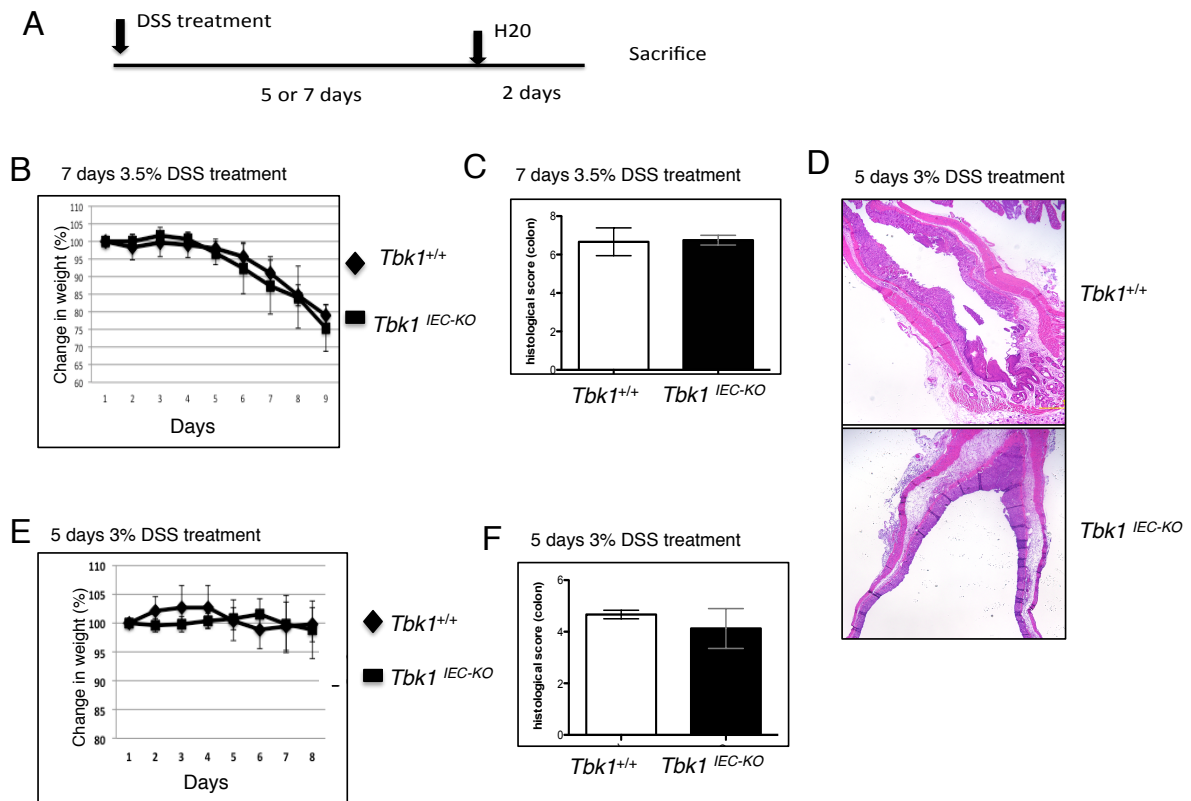 A
DSS treatment
H20
Sacrifice
5 or 7 days
2 days
B
7 days 3.5% DSS treatment
Change in weight (%)
110
105
100
95
90
85
80
75
70
65
60
1 2 3 4 5 6 7 8 9
Days
Tbk1+/+
Tbk1 IEC-KO
C
7 days 3.5% DSS treatment
histological score (colon)
8
6
4
2
0
Tbk1+/+
Tbk1 IEC-KO
D
5 days 3% DSS treatment
Tbk1+/+
Tbk1 IEC-KO
E
5 days 3% DSS treatment
Change in weight (%)
110
105
100
95
90
85
80
1 2 3 4 5 6 7 8
Days
Tbk1+/+
Tbk1 IEC-KO
F
5 days 3% DSS treatment
histological score (colon)
6
4
2
0
Tbk1+/+
Tbk1 IEC-KO